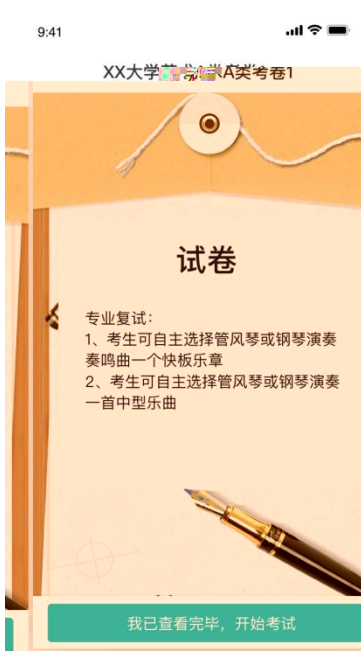 9:41
XX大学 A类考卷1
试卷
专业复试:
1、考生可自主选择管风琴或钢琴演奏
奏鸣曲一个快板乐章
2、考生可自主选择管风琴或钢琴演奏
一首中型乐曲
我已查看完毕，开始考试